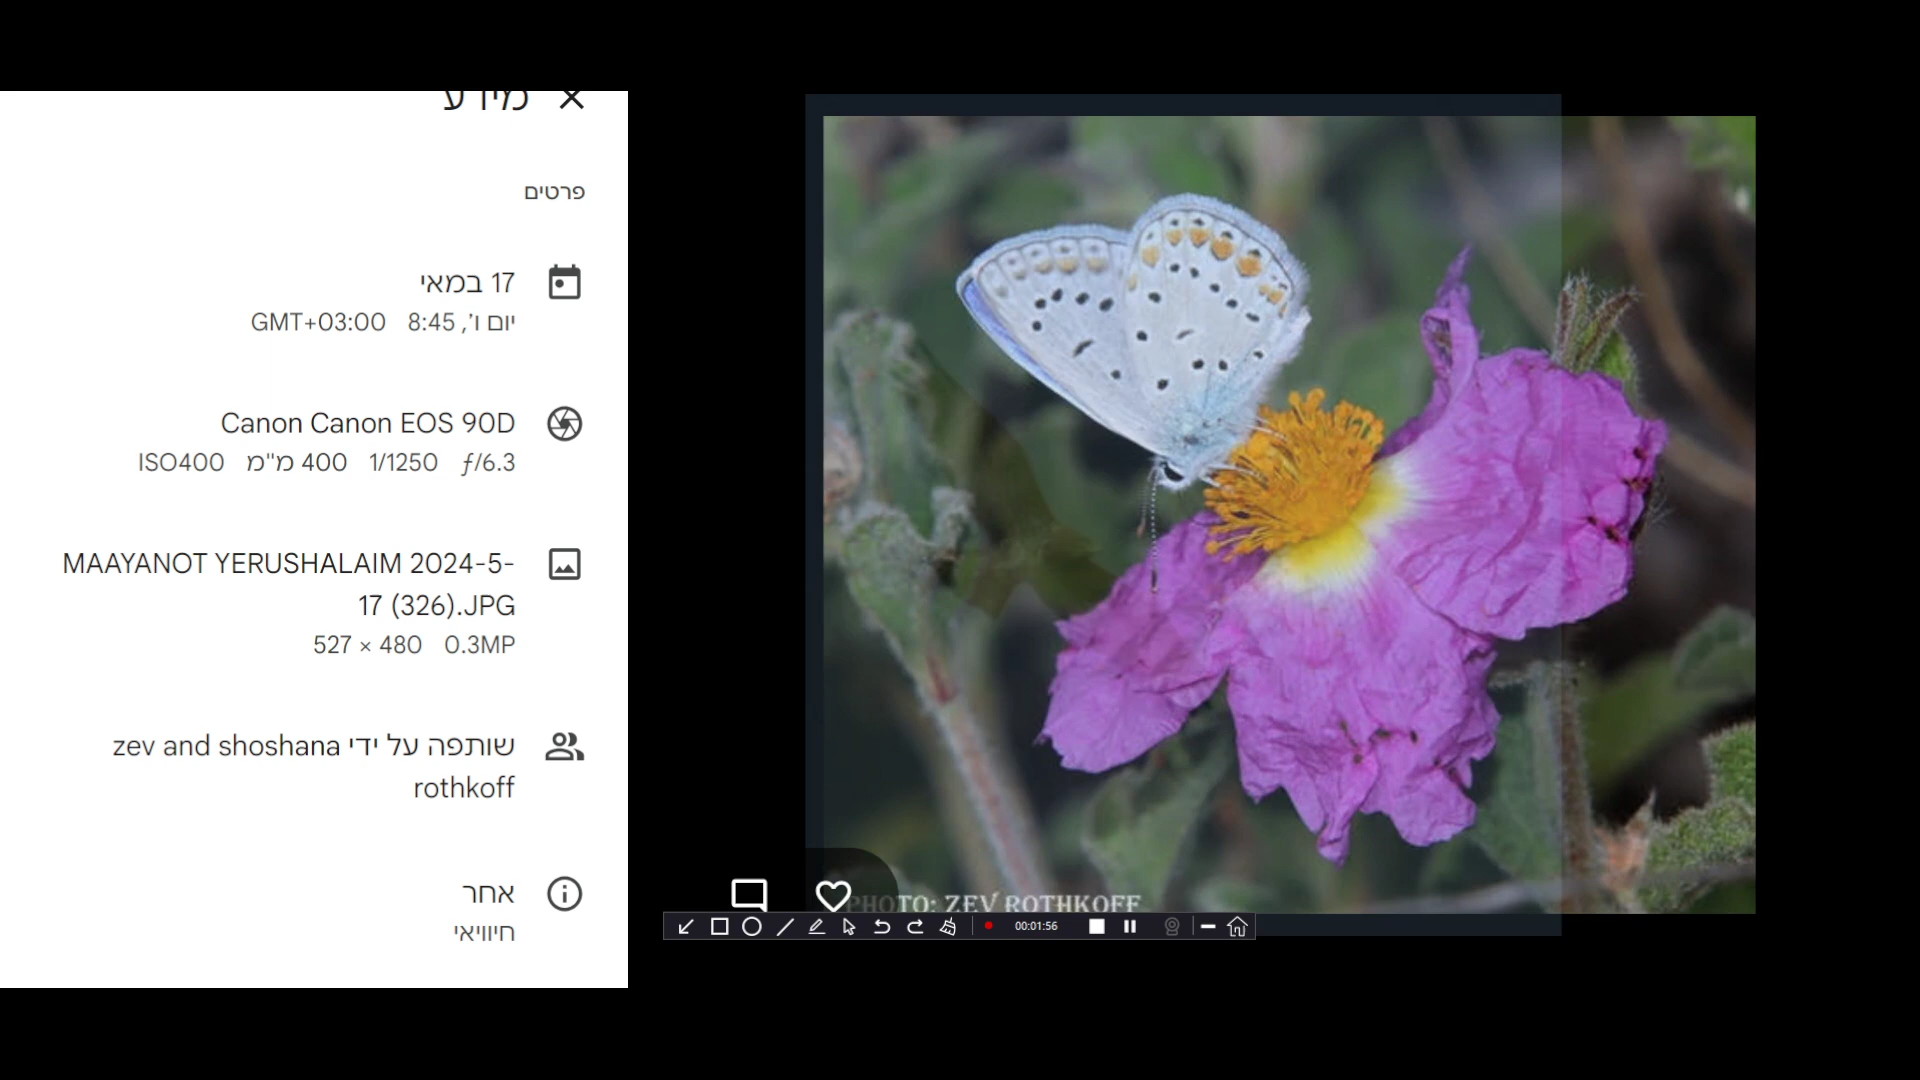 מידע
פרטים
17 במאי
יום ו', 8:45 GMT+03:00
Canon Canon EOS 90D
ƒ/6.3 1/1250 400 מ"מ ISO400
MAAYANOT YERUSHALAIM 2024-5-
17 (326).JPG
527 × 480 0.3MP
שותפה על ידי zev and shoshana
rothkoff
אחר
חיוויאי
PHOTO: ZEV ROTHKOFF
00:01:56